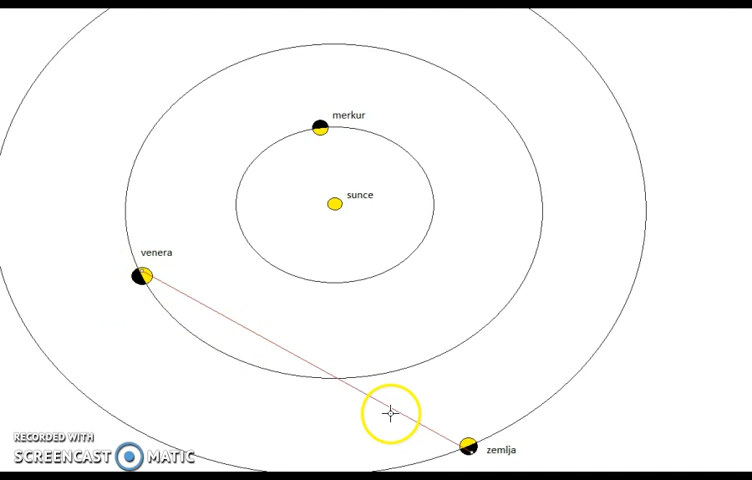 merkur
sunce
venera
zemlja
RECORDED WITH
SCREENCAST MATIC